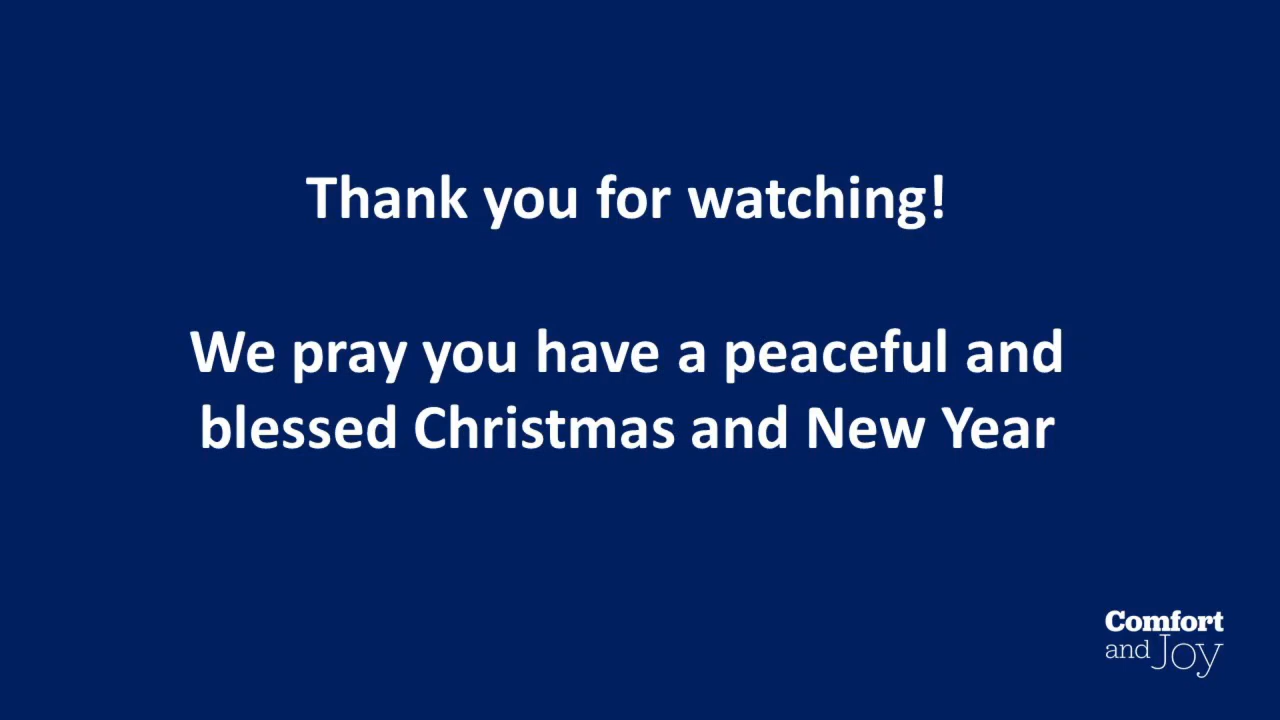 Thank you for watching!
We pray you have a peaceful and
blessed Christmas and New Year
Comfort
and Joy